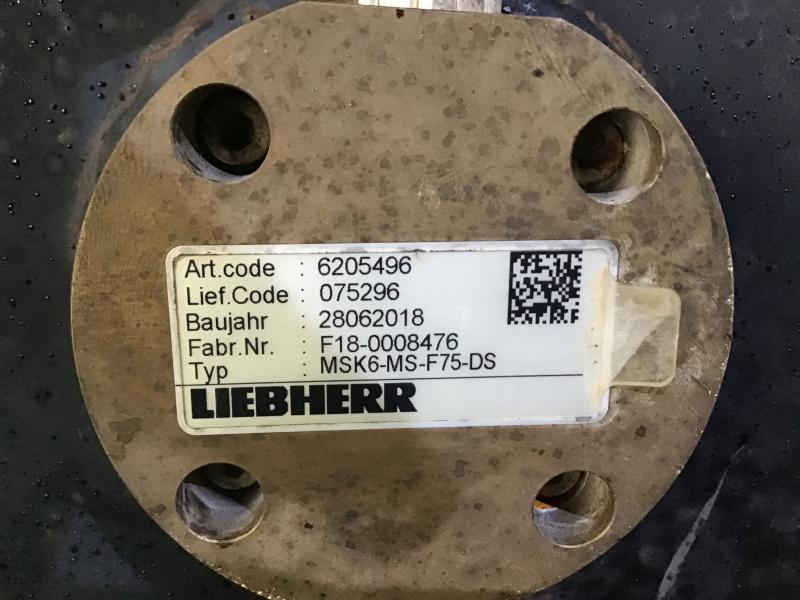 Art.code : 6205496
Lief.Code : 075296
Baujahr : 28062018
Fabr.Nr. : F18-0008476
Typ : MSK6-MS-F75-DS
LIEBHERR